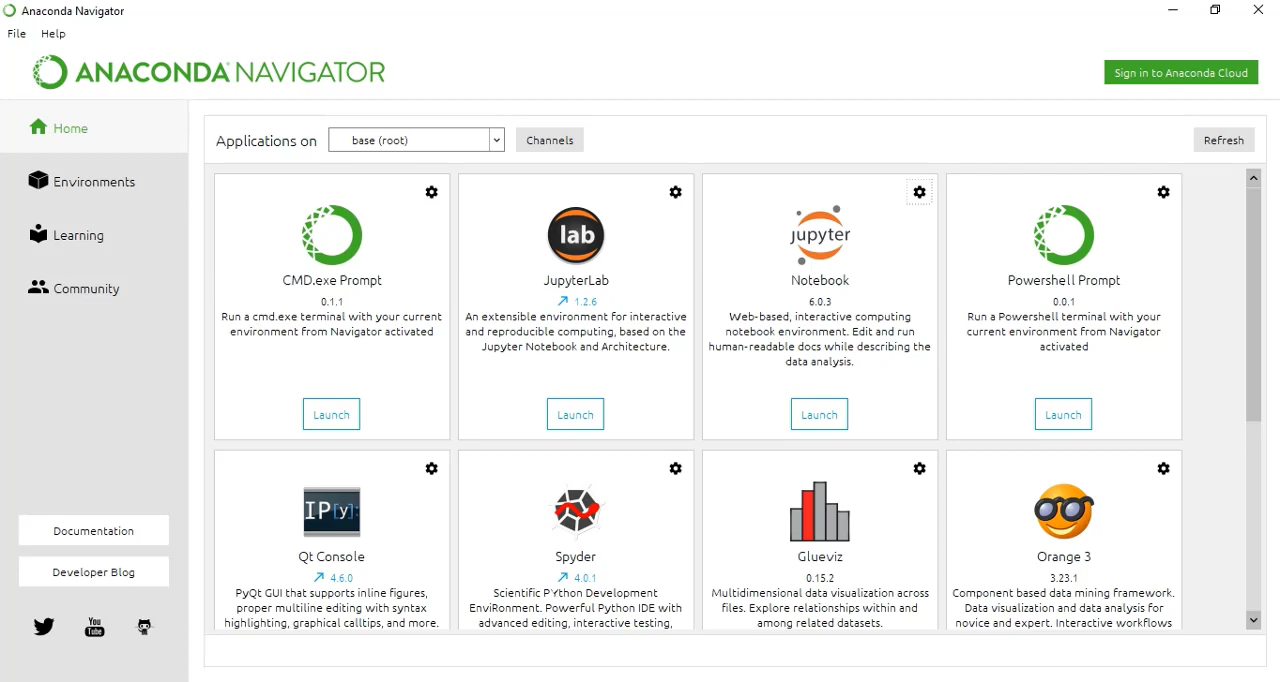 Anaconda Navigator
File Help
ANACONDA NAVIGATOR
Sign in to Anaconda Cloud
Home
Environments
Learning
Community
Documentation
Developer Blog
You
Tube
Applications on base (root) Channels Refresh
CMD.exe Prompt
0.1.1
Run a cmd.exe terminal with your current
environment from Navigator activated
Launch
lab
JupyterLab
1.2.6
An extensible environment for interactive
and reproducible computing, based on the
Jupyter Notebook and Architecture.
Launch
jupyter
Notebook
6.0.3
Web-based, interactive computing
notebook environment. Edit and run
human-readable docs while describing the
data analysis.
Launch
Powershell Prompt
0.0.1
Run a Powershell terminal with your
current environment from Navigator
activated
Launch
IP[y]:
Qt Console
4.6.0
PyQt GUI that supports inline figures,
proper multiline editing with syntax
highlighting, graphical calltips, and more.
Spyder
4.0.1
Scientific PYthon Development
EnviRonment. Powerful Python IDE with
advanced editing, interactive testing,
Glueviz
0.15.2
Multidimensional data visualization across
files. Explore relationships within and
among related datasets.
Orange 3
3.23.1
Component based data mining framework.
Data visualization and data analysis for
novice and expert. Interactive workflows